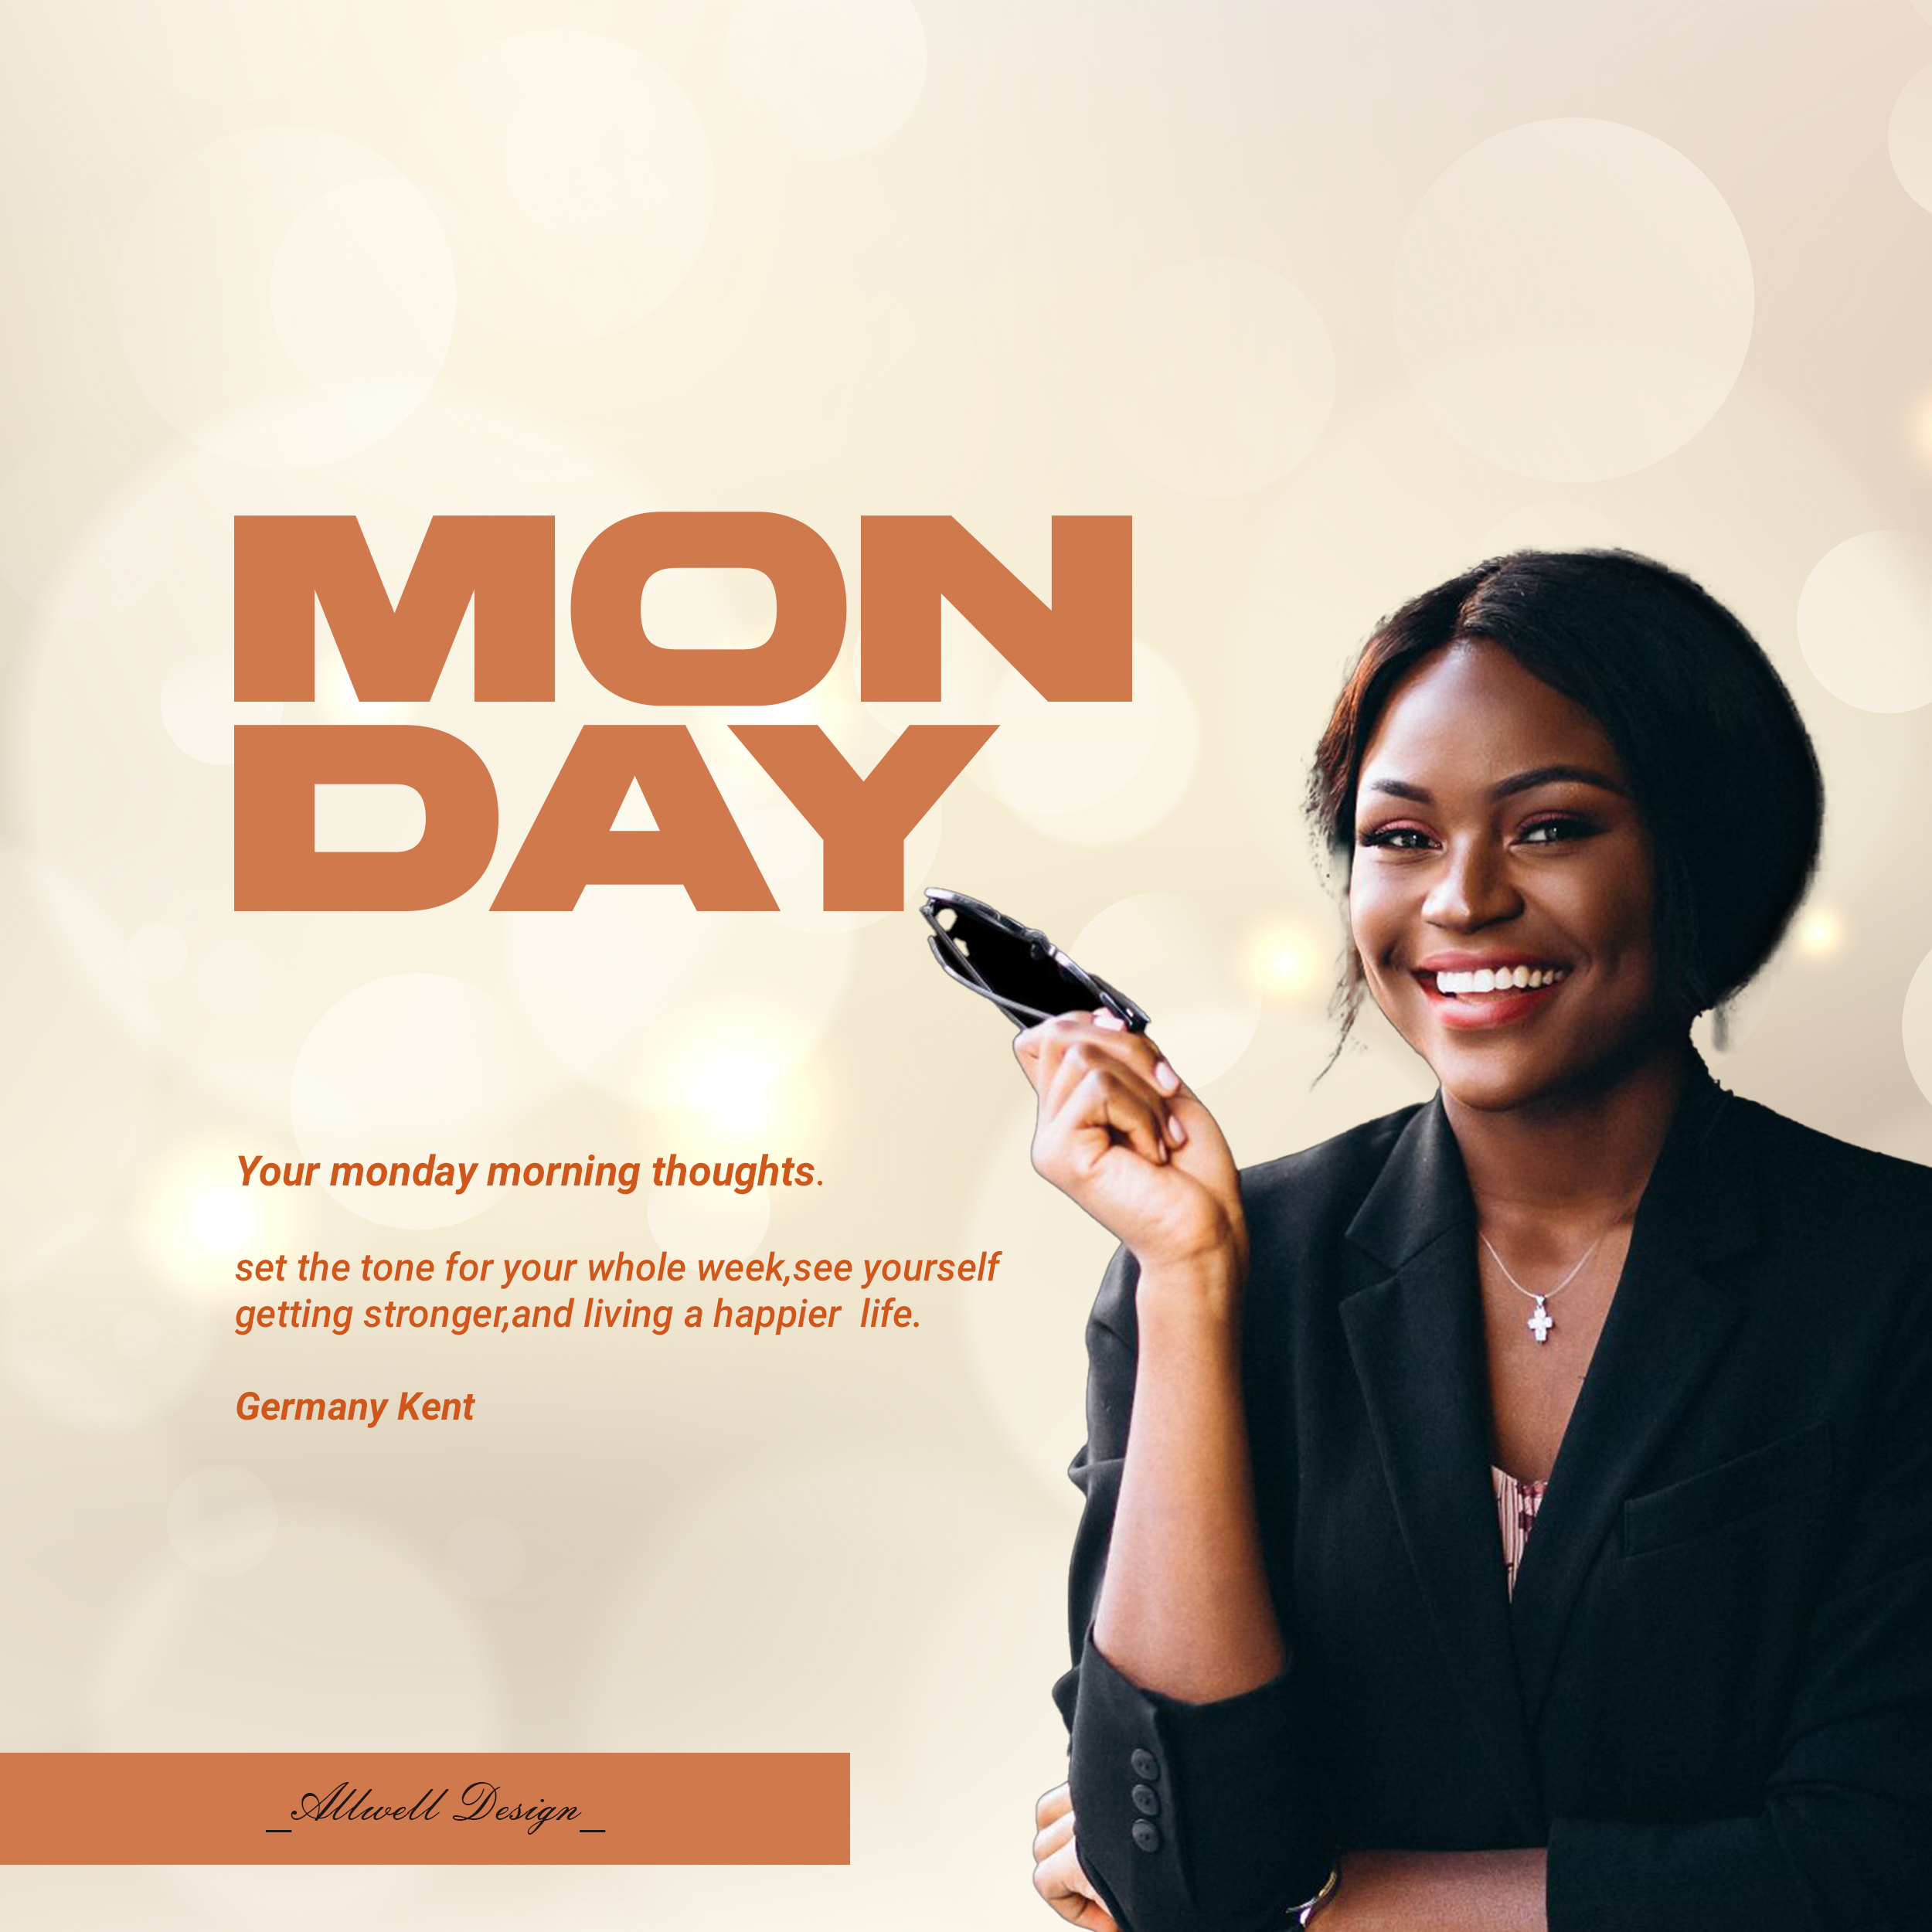 MON
DAY
Your monday morning thoughts.
set the tone for your whole week,see yourself
getting stronger,and living a happier  life.
Germany Kent
_Allwell Design_